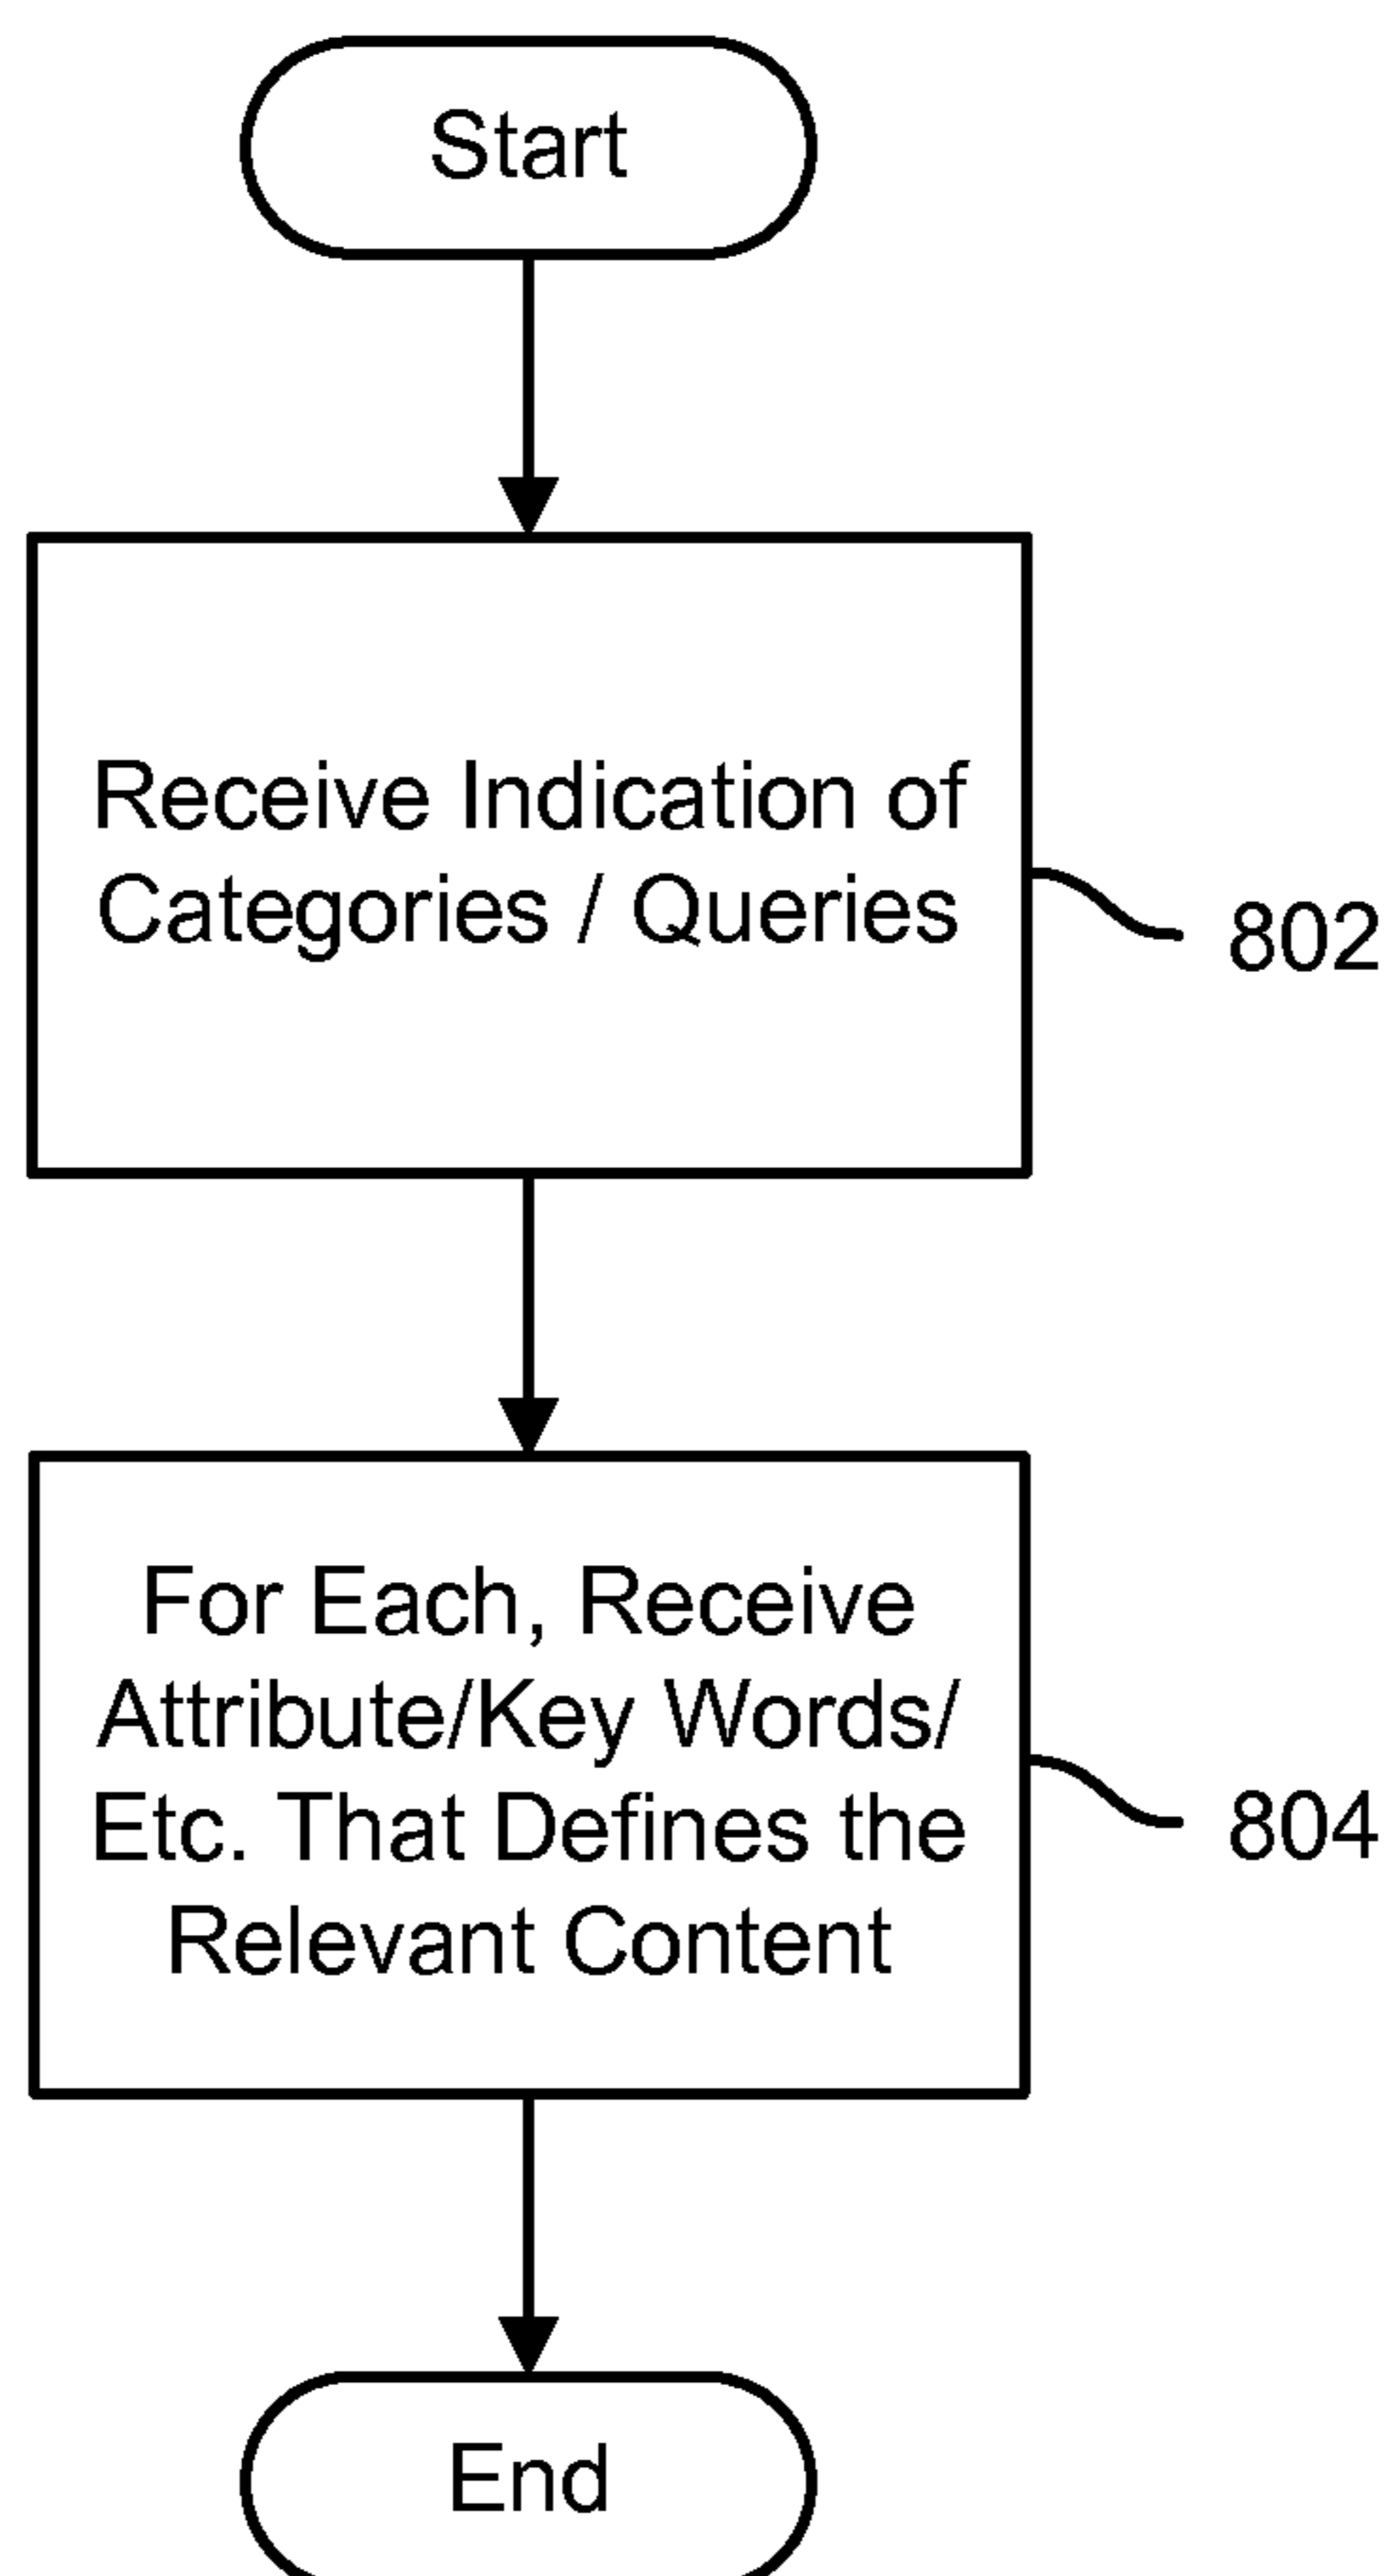 Start
Receive Indication of
Categories / Queries
802
For Each, Receive
Attribute/Key Words/
Etc. That Defines the
Relevant Content
804
End